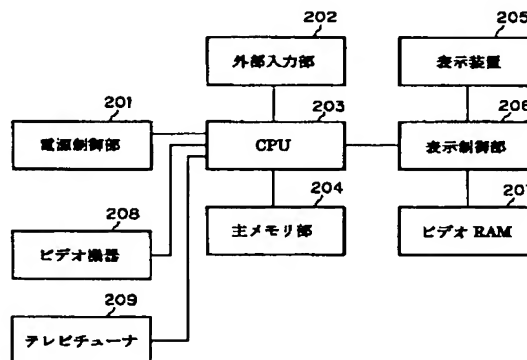 202
外部入力部
205
表示装置
201
電源制御部
203
CPU
206
表示制御部
208
ビデオ機器
204
主メモリ部
207
ビデオ RAM
209
テレビチューナ